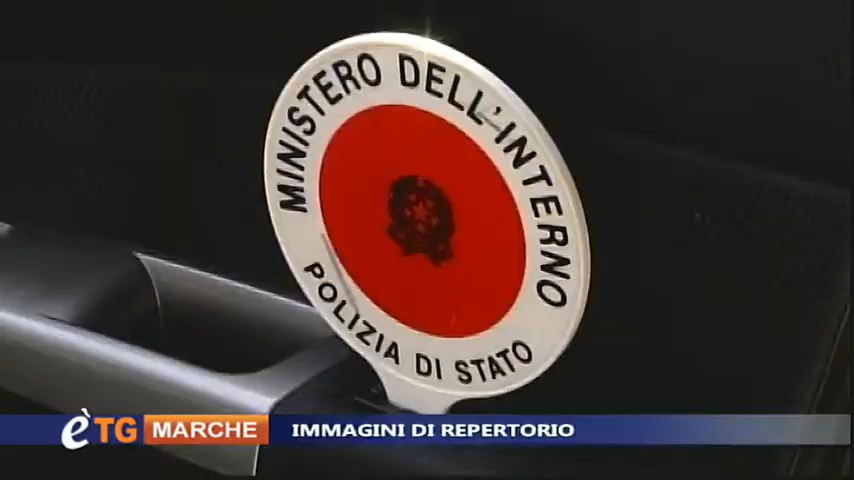 MINISTERO DELL'INTERNO
POLIZIA DI STATO
èTG MARCHE IMMAGINI DI REPERTORIO